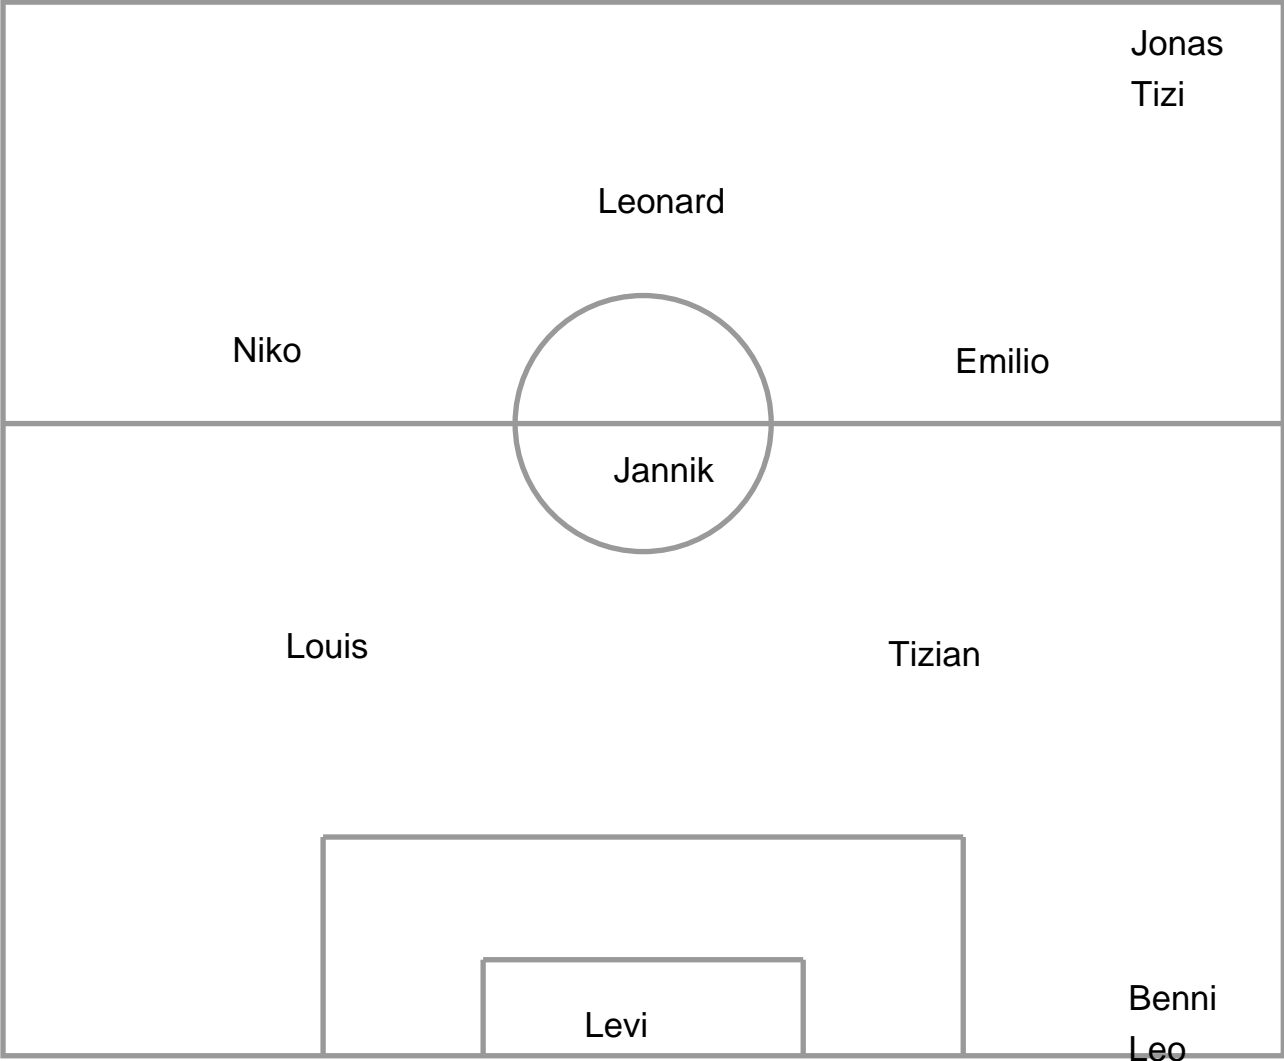 Jonas
Tizi
Leonard
Niko
Emilio
Jannik
Louis
Tizian
Benni
Levi
Leo